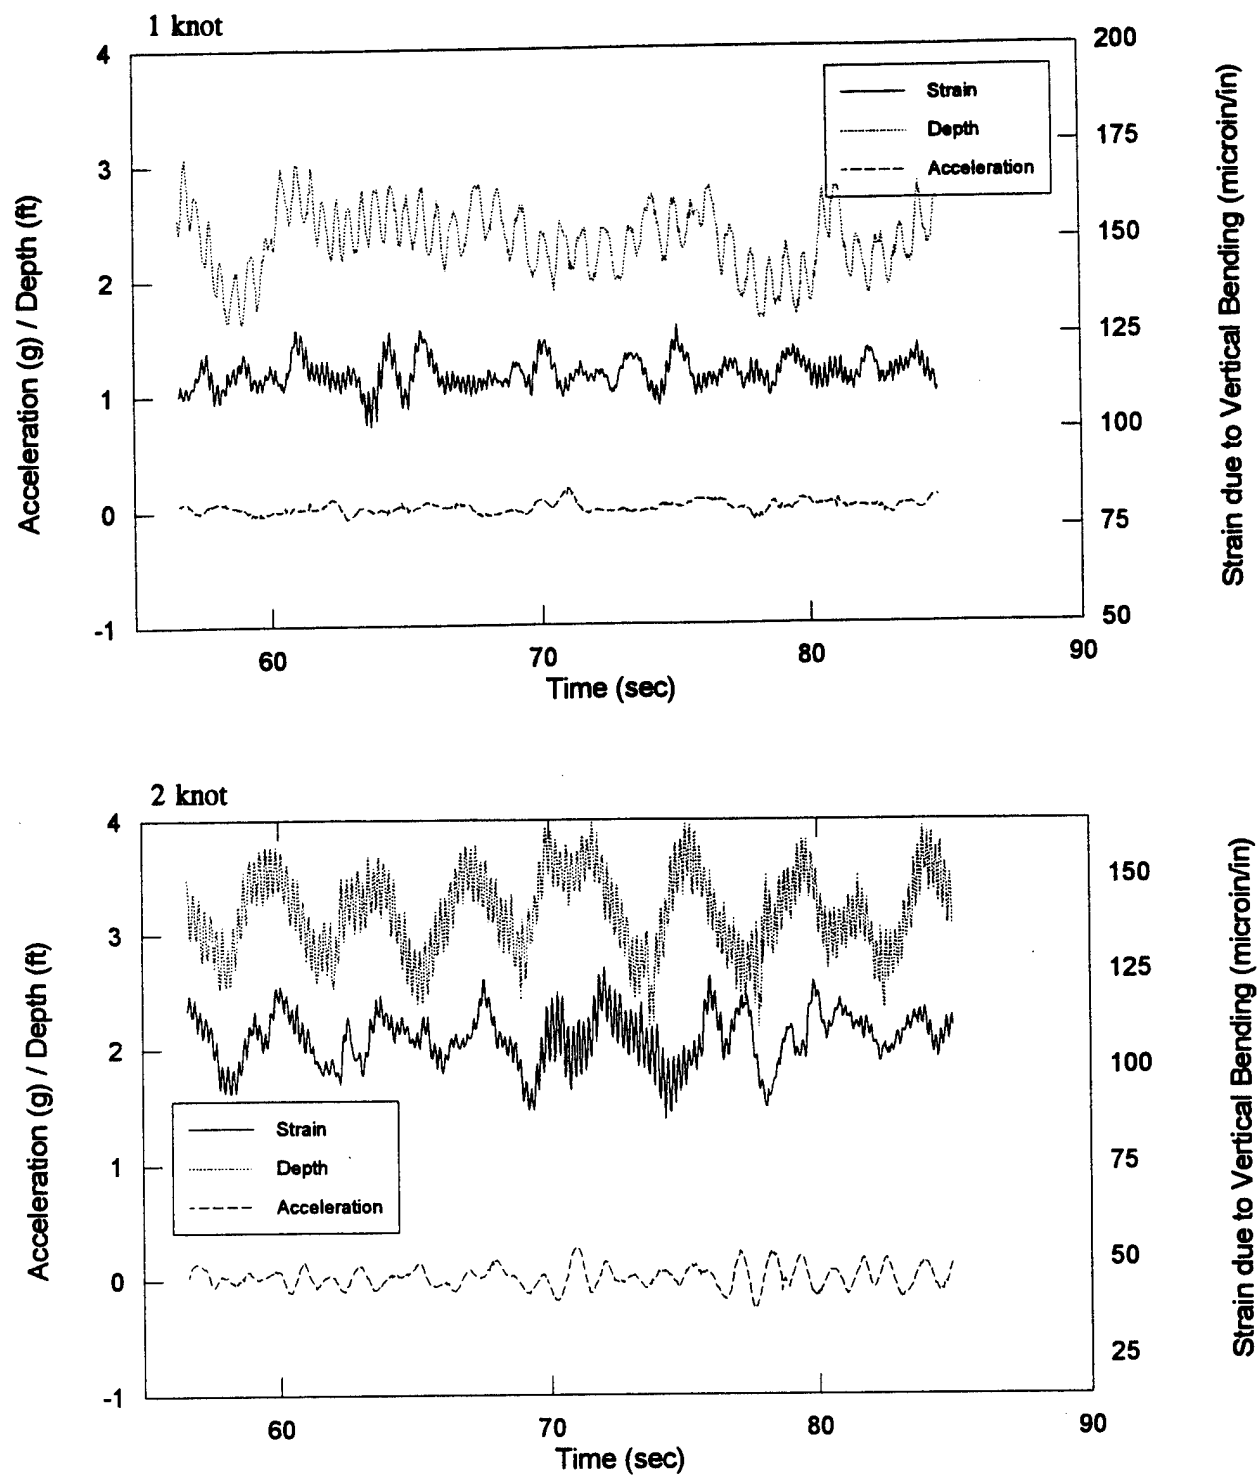 1 knot
4
3
2
1
0
-1
Acceleration (g) / Depth (ft)
Strain
Depth
Acceleration
200
175
150
125
100
75
50
Strain due to Vertical Bending (microin/in)
60
70
80
90
Time (sec)
2 knot
4
3
2
1
0
-1
Acceleration (g) / Depth (ft)
Strain
Depth
Acceleration
150
125
100
75
50
25
Strain due to Vertical Bending (microin/in)
60
70
80
90
Time (sec)